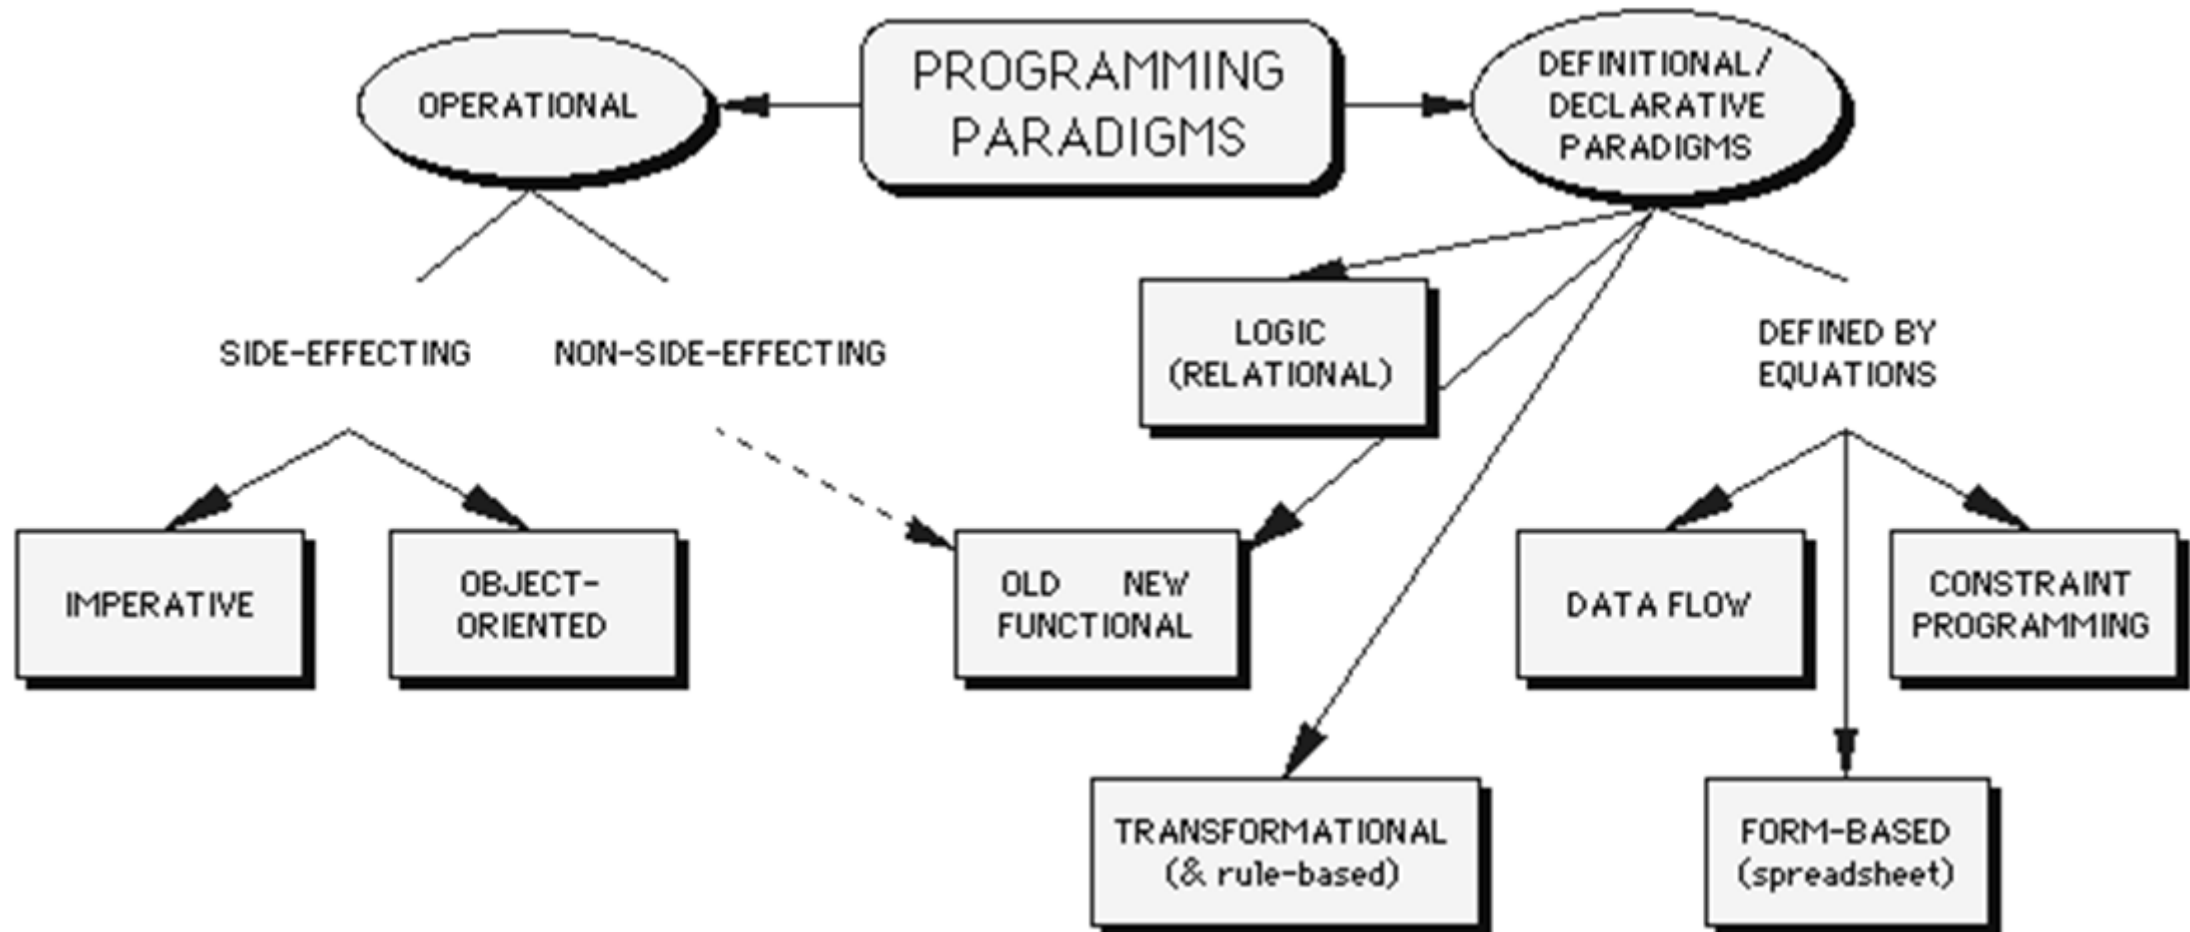 PROGRAMMING
PARADIGMS
OPERATIONAL
DEFINITIONAL/
DECLARATIVE
PARADIGMS
SIDE-EFFECTING
NON-SIDE-EFFECTING
LOGIC
(RELATIONAL)
DEFINED BY
EQUATIONS
IMPERATIVE
OBJECT-
ORIENTED
OLD NEW
FUNCTIONAL
DATA FLOW
CONSTRAINT
PROGRAMMING
TRANSFORMATIONAL
(& rule-based)
FORM-BASED
(spreadsheet)